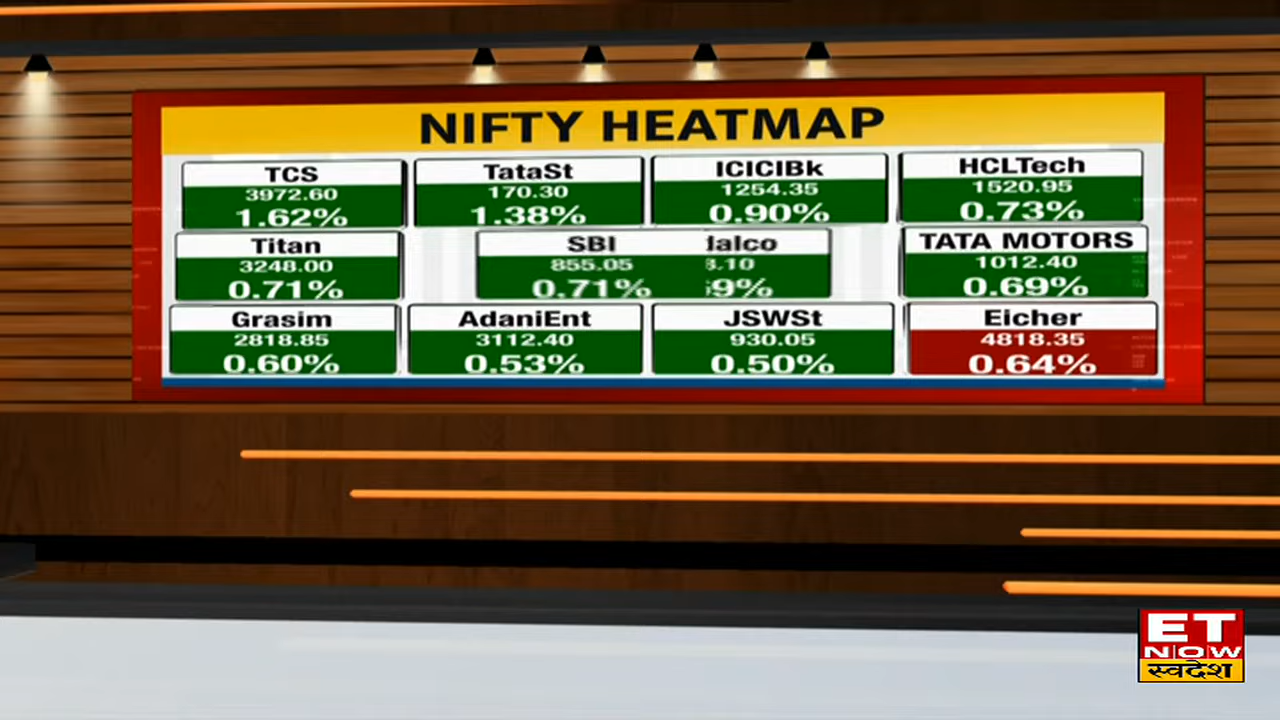 NIFTY HEATMAP
TCS
3972.60
1.62%
TataSt
170.30
1.38%
ICICIBk
1254.35
0.90%
HCLTech
1520.95
0.73%
Titan
3248.00
0.71%
SBI
855.05
0.71%
TATA MOTORS
1012.40
0.69%
Grasim
2818.85
0.60%
AdaniEnt
3112.40
0.53%
JSWSt
930.05
0.50%
Eicher
4818.35
0.64%
ET
NOW
स्वदेश